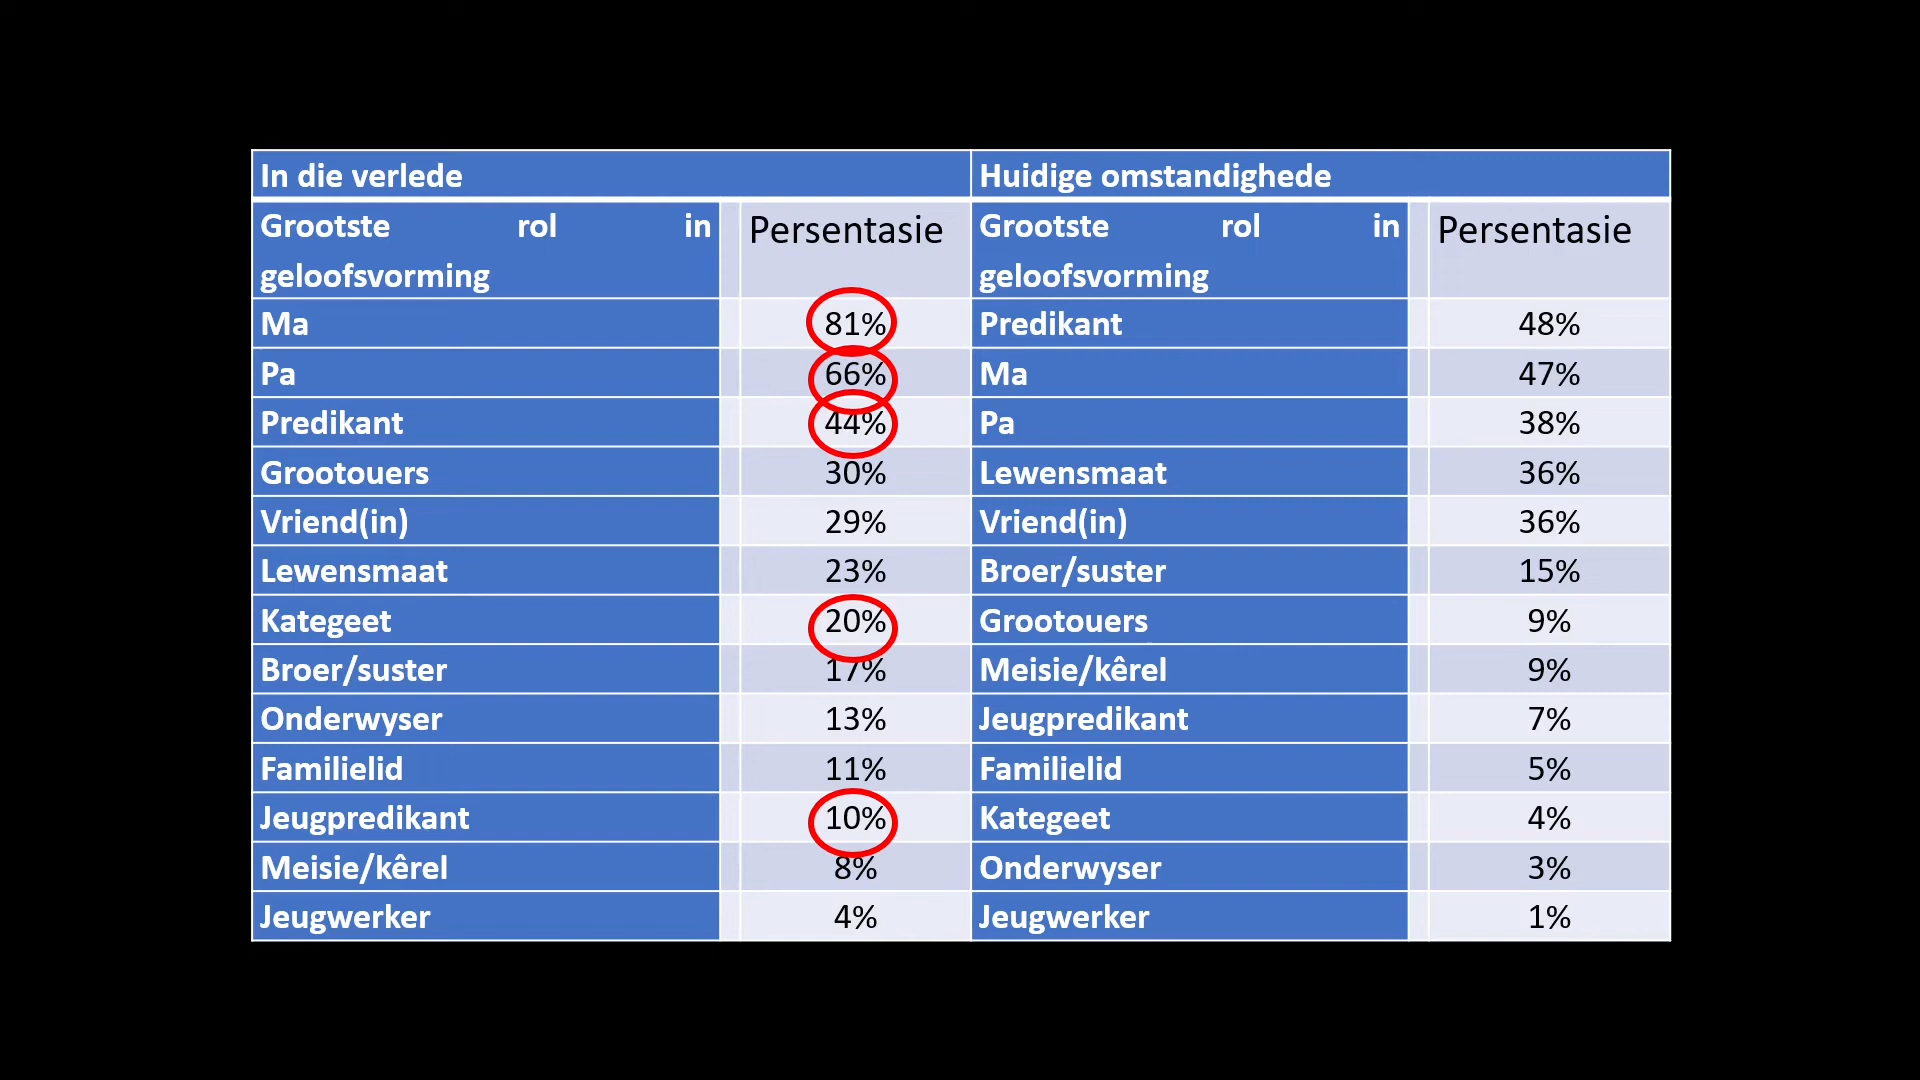 In die verlede Huidige omstandighede
Grootste rol in geloofsvorming Persentasie Grootste rol in geloofsvorming Persentasie
Ma 81% Predikant 48%
Pa 66% Ma 47%
Predikant 44% Pa 38%
Grootouers 30% Lewensmaat 36%
Vriend(in) 29% Vriend(in) 36%
Lewensmaat 23% Broer/suster 15%
Kategeet 20% Grootouers 9%
Broer/suster 17% Meisie/kêrel 9%
Onderwyser 13% Jeugpredikant 7%
Familielid 11% Familielid 5%
Jeugpredikant 10% Kategeet 4%
Meisie/kêrel 8% Onderwyser 3%
Jeugwerker 4% Jeugwerker 1%